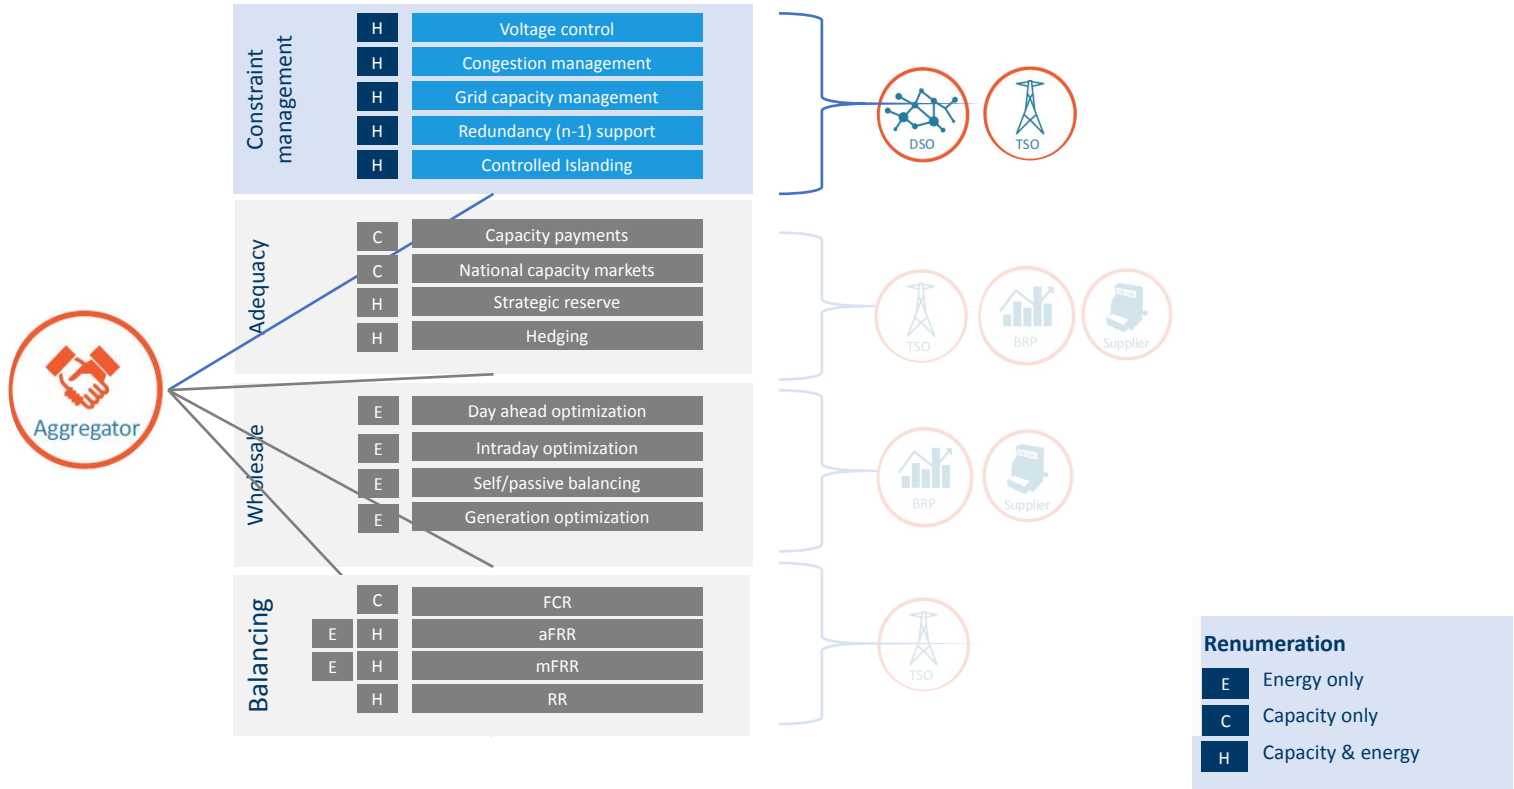 Constraint
management
H Voltage control
H Congestion management
H Grid capacity management
H Redundancy (n-1) support
H Controlled Islanding
DSO
TSO
Adequacy
C Capacity payments
C National capacity markets
H Strategic reserve
H Hedging
TSO
BRP
Supplier
Aggregator
Wholesale
E Day ahead optimization
E Intraday optimization
E Self/passive balancing
E Generation optimization
BRP
Supplier
Balancing
C FCR
E H aFRR
E H mFRR
H RR
TSO
Renumeration
E Energy only
C Capacity only
H Capacity & energy